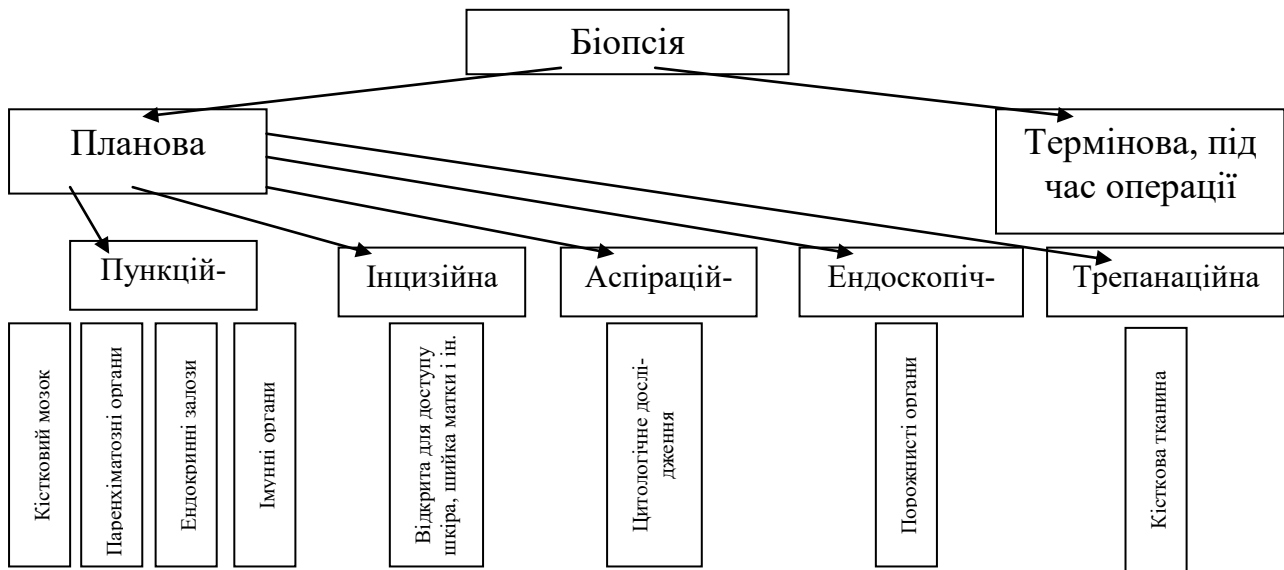 Біопсія
Планова
Термінова, під
час операції
Пункцій-
Інцизійна
Аспірацій-
Ендоскопіч-
Трепанаційна
Кістковий мозок
Паренхіматозні органи
Ендокринні залози
Імунні органи
Відкрита для доступу
шкіра, шийка матки і ін.
Цитологічне дослі-
дження
Порожнисті органи
Кісткова тканина